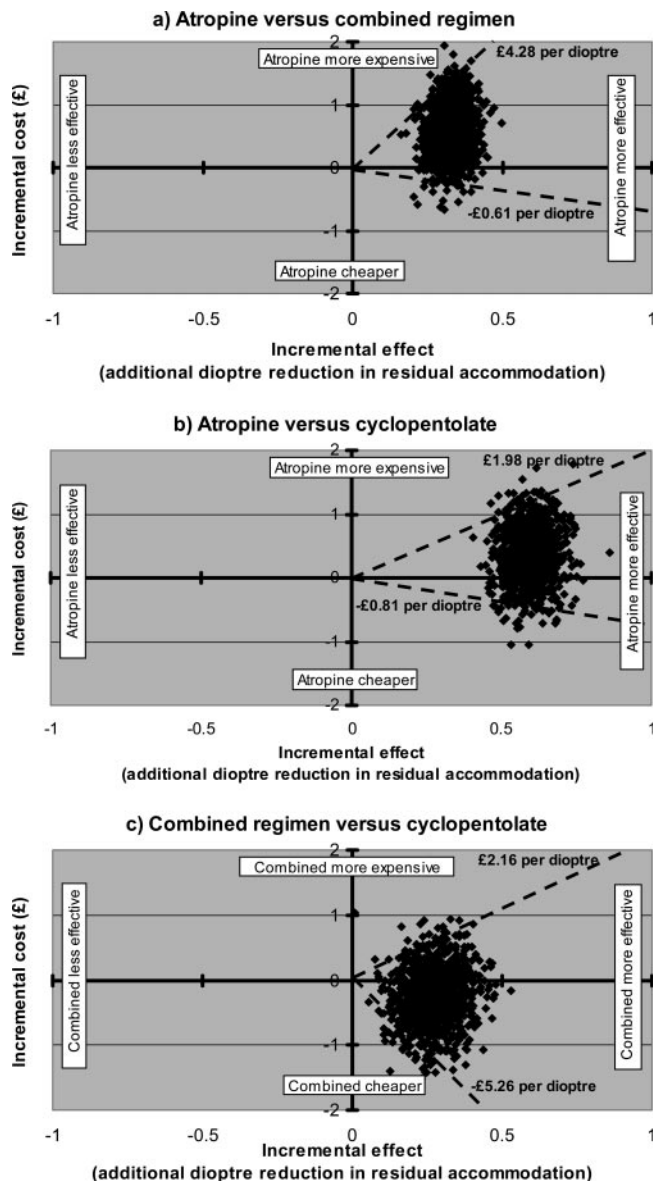 a) Atropine versus combined regimen
2
Atropine more expensive
£4.28 per dioptre
1
Incremental cost (£)
Atropine less effective
0
Atropine more effective
-£0.61 per dioptre
-1
Atropine cheaper
-2
-1 -0.5 0 0.5 1
Incremental effect
(additional dioptre reduction in residual accommodation)
b) Atropine versus cyclopentolate
2
Atropine more expensive
£1.98 per dioptre
1
Incremental cost (£)
Atropine less effective
0
Atropine more effective
-£0.81 per dioptre
-1
Atropine cheaper
-2
-1 -0.5 0 0.5 1
Incremental effect
(additional dioptre reduction in residual accommodation)
c) Combined regimen versus cyclopentolate
2
Combined more expensive
£2.16 per dioptre
1
Incremental cost (£)
Combined less effective
0
Combined more effective
-1
Combined cheaper
-£5.26 per dioptre
-2
-1 -0.5 0 0.5 1
Incremental effect
(additional dioptre reduction in residual accommodation)